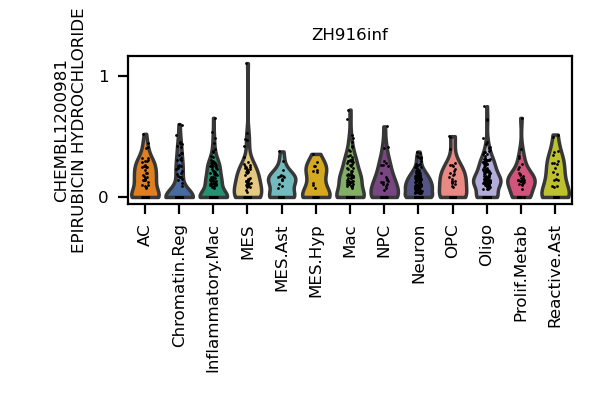 ZH916inf
CHEMBL1200981
EPIRUBICIN HYDROCHLORIDE
1
0
AC
Chromatin.Reg
Inflammatory.Mac
MES
MES.Ast
MES.Hyp
Mac
NPC
Neuron
OPC
Oligo
Prolif.Metab
Reactive.Ast